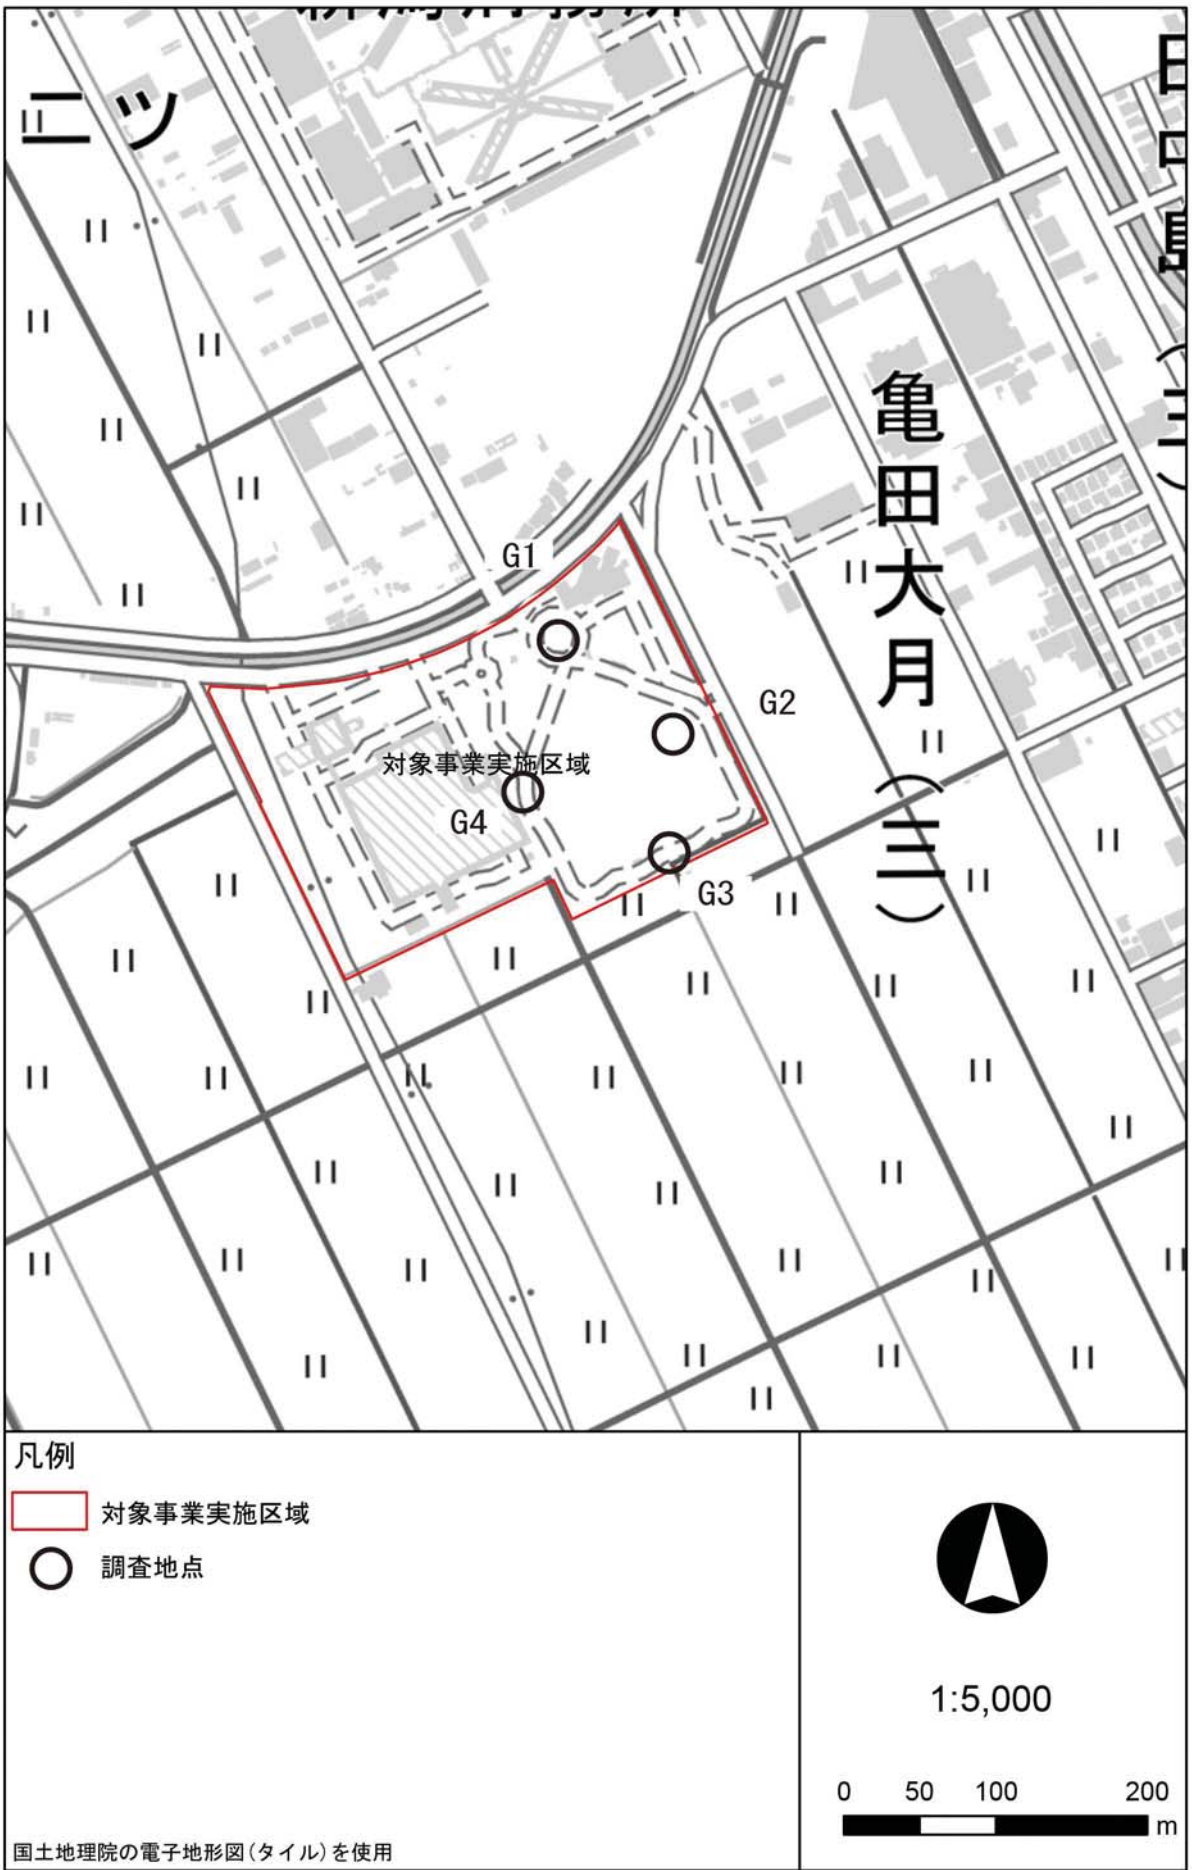 二ツ
亀田大月(三)
G1
G2
対象事業実施区域
G4
G3
凡例
対象事業実施区域
調査地点
1:5,000
0 50 100 200
m
国土地理院の電子地形図(タイル)を使用